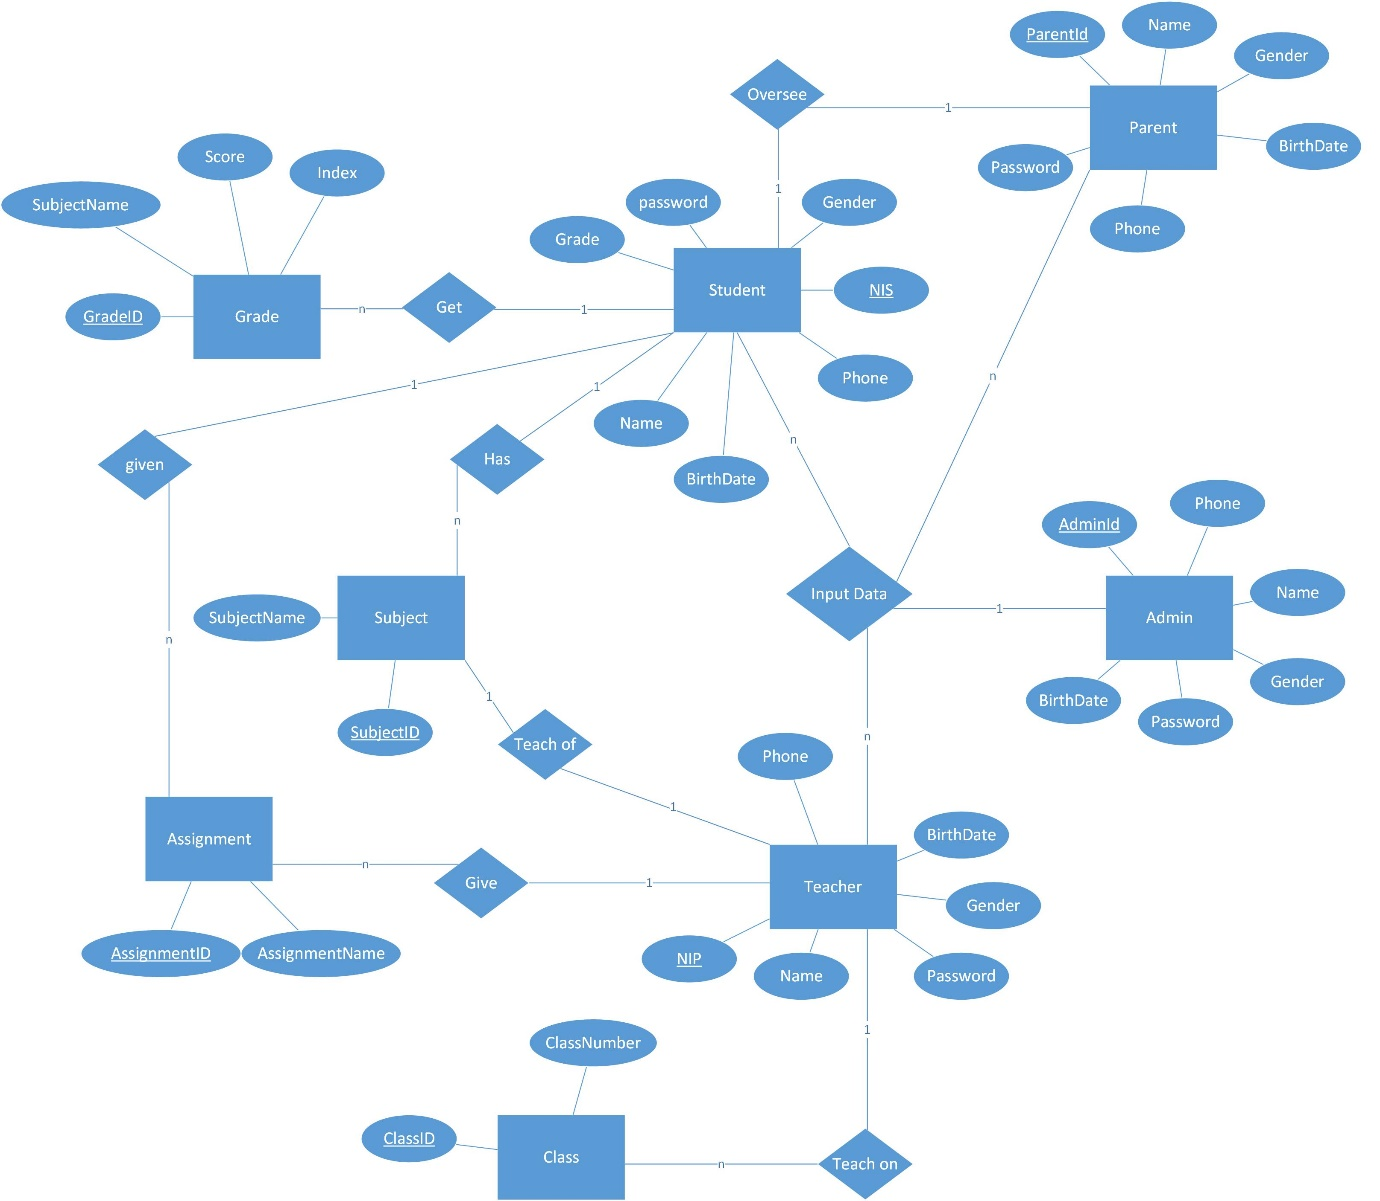 ParentId
Name
Gender
Oversee
1
Parent
BirthDate
Password
Phone
Score
Index
SubjectName
GradeID
Grade
n
Get
1
1
password
Gender
Grade
Student
NIS
Phone
Name
BirthDate
1
1
given
Has
n
n
n
n
Input Data
1
AdminId
Phone
Name
Admin
Gender
BirthDate
Password
SubjectName
Subject
SubjectID
1
Teach of
1
n
Phone
BirthDate
Teacher
Gender
NIP
Name
Password
Assignment
n
Give
1
AssignmentID
AssignmentName
1
ClassNumber
ClassID
Class
n
Teach on